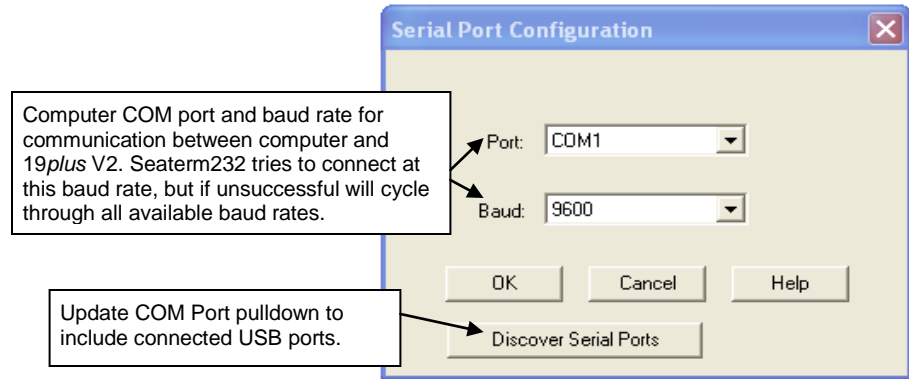 Serial Port Configuration
Computer COM port and baud rate for
communication between computer and
19plus V2. Seaterm232 tries to connect at
this baud rate, but if unsuccessful will cycle
through all available baud rates.
Port: COM1
Baud: 9600
OK Cancel Help
Update COM Port pulldown to
include connected USB ports.
Discover Serial Ports